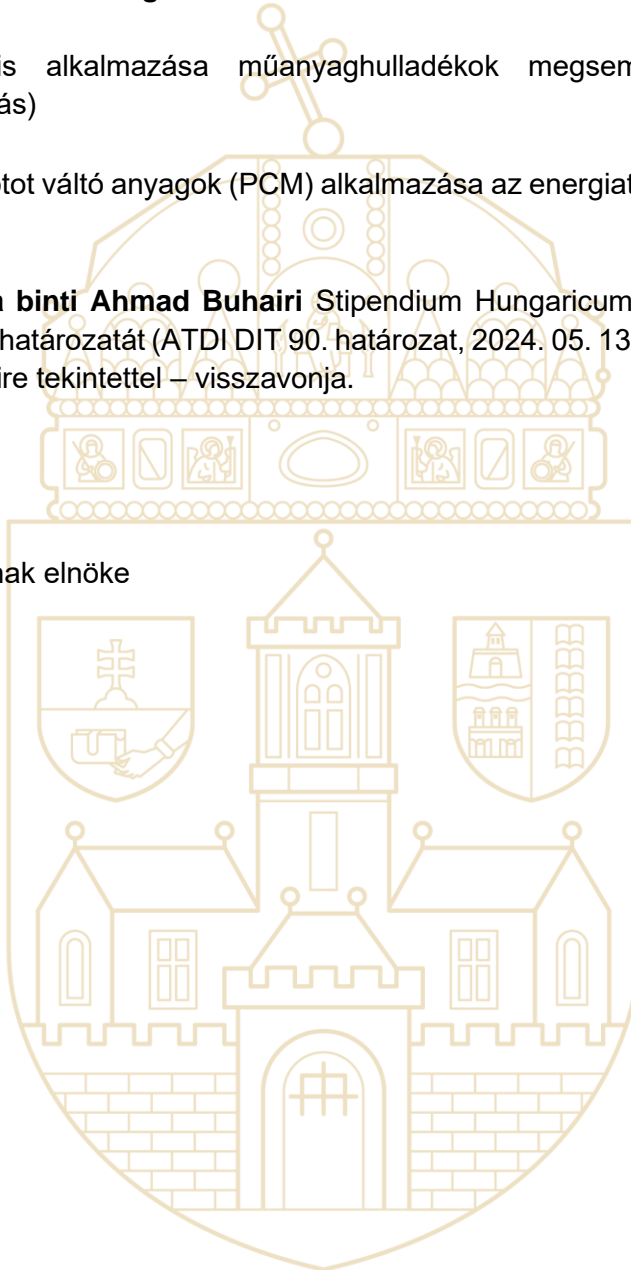 is alkalmazása műanyaghulladékok megsem
ás)
tot váltó anyagok (PCM) alkalmazása az energiat
binti Ahmad Buhairi Stipendium Hungaricum
határozatát (ATDI DIT 90. határozat, 2024. 05. 13
ire tekintettel – visszavonja.
nak elnöke